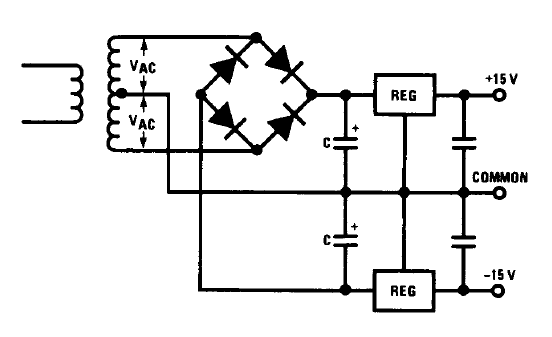 VAC
VAC
REG
+15 V
+
C
COMMON
+
C
REG
-15 V